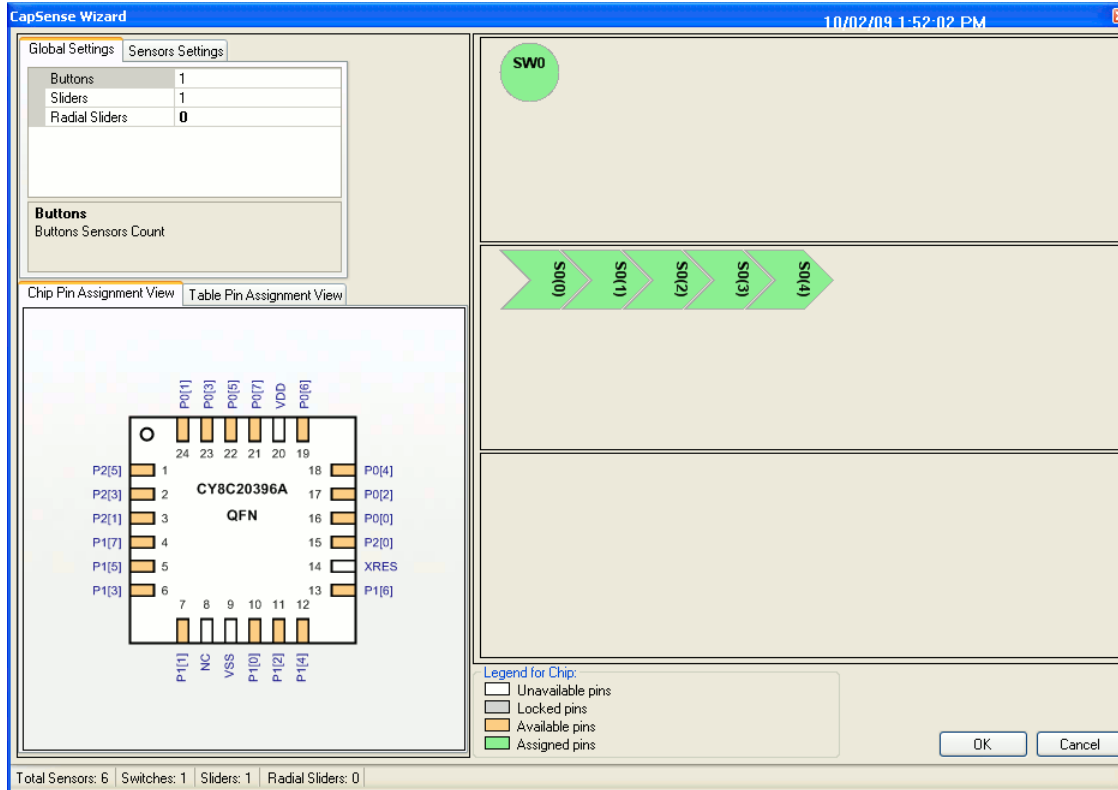 CapSense Wizard
10/02/09 1:52:02 PM
Global Settings
Sensors Settings
Buttons 1
Sliders 1
Radial Sliders 0
Buttons
Buttons Sensors Count
Chip Pin Assignment View
Table Pin Assignment View
P0[1] P0[3] P0[5] P0[7] VDD P0[6]
24 23 22 21 20 19
P2[5] 1 18 P0[4]
P2[3] 2 CY8C20396A 17 P0[2]
P2[1] 3 QFN 16 P0[0]
P1[7] 4 15 P2[0]
P1[5] 5 14 XRES
P1[3] 6 13 P1[6]
7 8 9 10 11 12
P1[1] NC VSS P1[0] P1[2] P1[4]
SW0
S0(0) S0(1) S0(2) S0(3) S0(4)
Legend for Chip:
Unavailable pins
Locked pins
Available pins
Assigned pins
OK Cancel
Total Sensors: 6 Switches: 1 Sliders: 1 Radial Sliders: 0